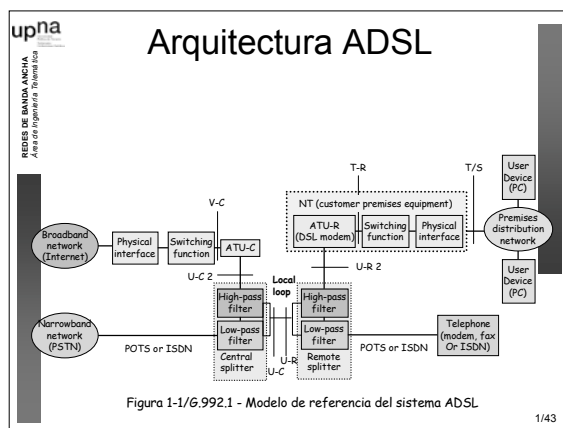 upna
Arquitectura ADSL
REDES DE BANDA ANCHA
Área de Ingeniería Telemática
T-R
T/S
User
Device
(PC)
NT (customer premises equipment)
V-C
ATU-R
(DSL modem)
Switching
function
Physical
interface
Premises
distribution
network
Broadband
network
(Internet)
Physical
interface
Switching
function
ATU-C
U-C 2
U-R 2
User
Device
(PC)
Local
loop
High-pass
filter
High-pass
filter
Narrowband
network
(PSTN)
Low-pass
filter
Low-pass
filter
Telephone
(modem, fax
Or ISDN)
POTS or ISDN
U-R
POTS or ISDN
Central
splitter
U-C
Remote
splitter
Figura 1-1/G.992.1 - Modelo de referencia del sistema ADSL
1/43